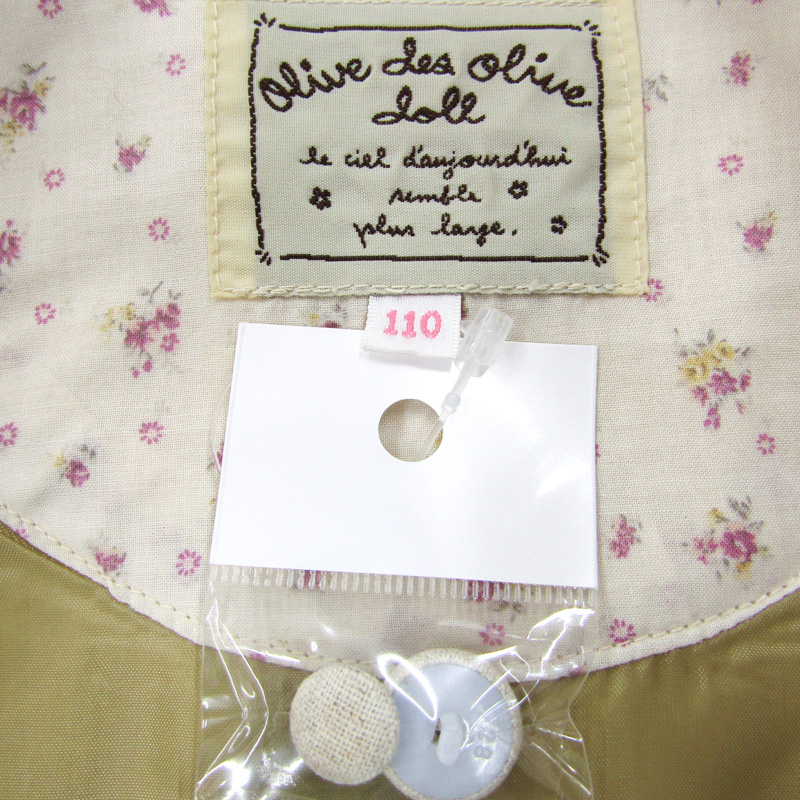 olive des olive
doll
le ciel d'aujourd'hui
semble
plus large.
110